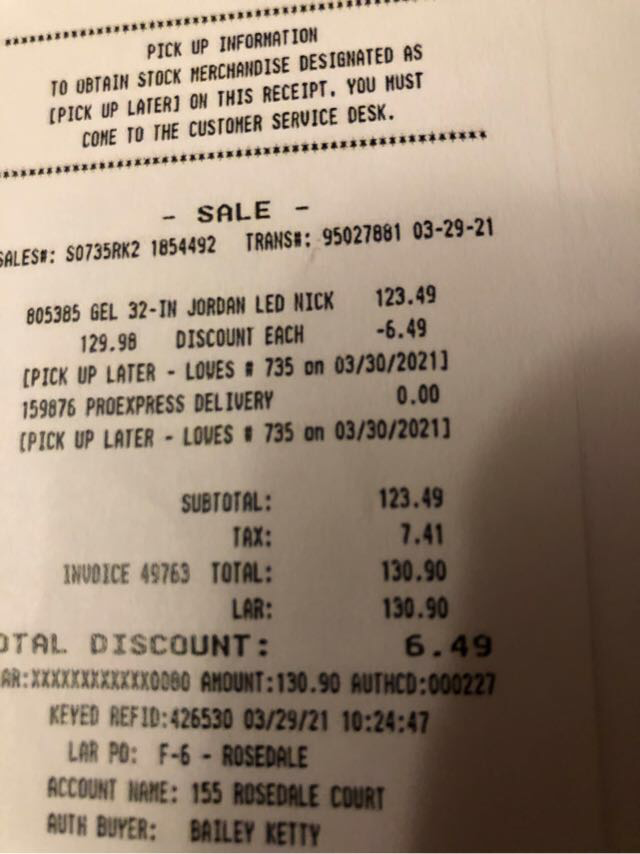 ********************************************
PICK UP INFORMATION
TO OBTAIN STOCK MERCHANDISE DESIGNATED AS
[PICK UP LATER] ON THIS RECEIPT, YOU MUST
COME TO THE CUSTOMER SERVICE DESK.
********************************************
- SALE -
SALES#: S0735RK2 1854492 TRANS#: 95027881 03-29-21
805385 GEL 32-IN JORDAN LED NICK 123.49
129.98 DISCOUNT EACH -6.49
[PICK UP LATER - LOVES # 735 on 03/30/2021]
159876 PROEXPRESS DELIVERY 0.00
[PICK UP LATER - LOVES # 735 on 03/30/2021]
SUBTOTAL: 123.49
TAX: 7.41
INVOICE 49763 TOTAL: 130.90
LAR: 130.90
OTAL DISCOUNT: 6.49
AR:XXXXXXXXXXXX0080 AMOUNT:130.90 AUTHCD:000227
KEYED REFID:426530 03/29/21 10:24:47
LAR PO: F-6 - ROSEDALE
ACCOUNT NAME: 155 ROSEDALE COURT
AUTH BUYER: BAILEY KETTY